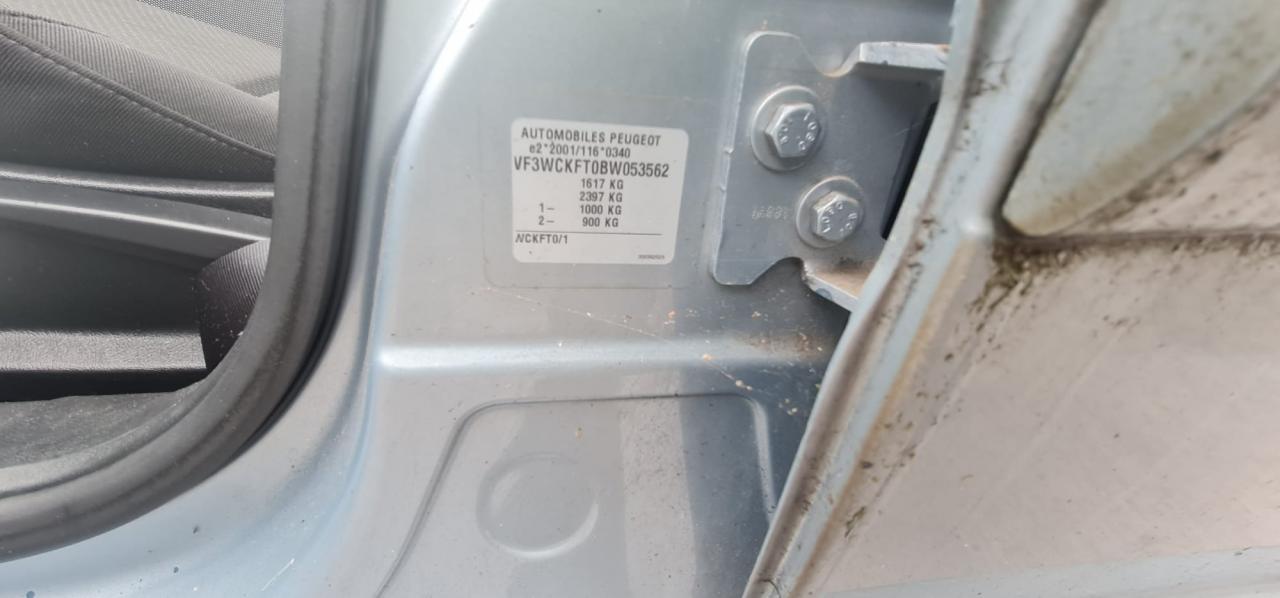 AUTOMOBILES PEUGEOT
e2*2001/116*0340
VF3WCKFT0BW053562
1617 KG
2397 KG
1- 1000 KG
2- 900 KG
WCKFT0/1